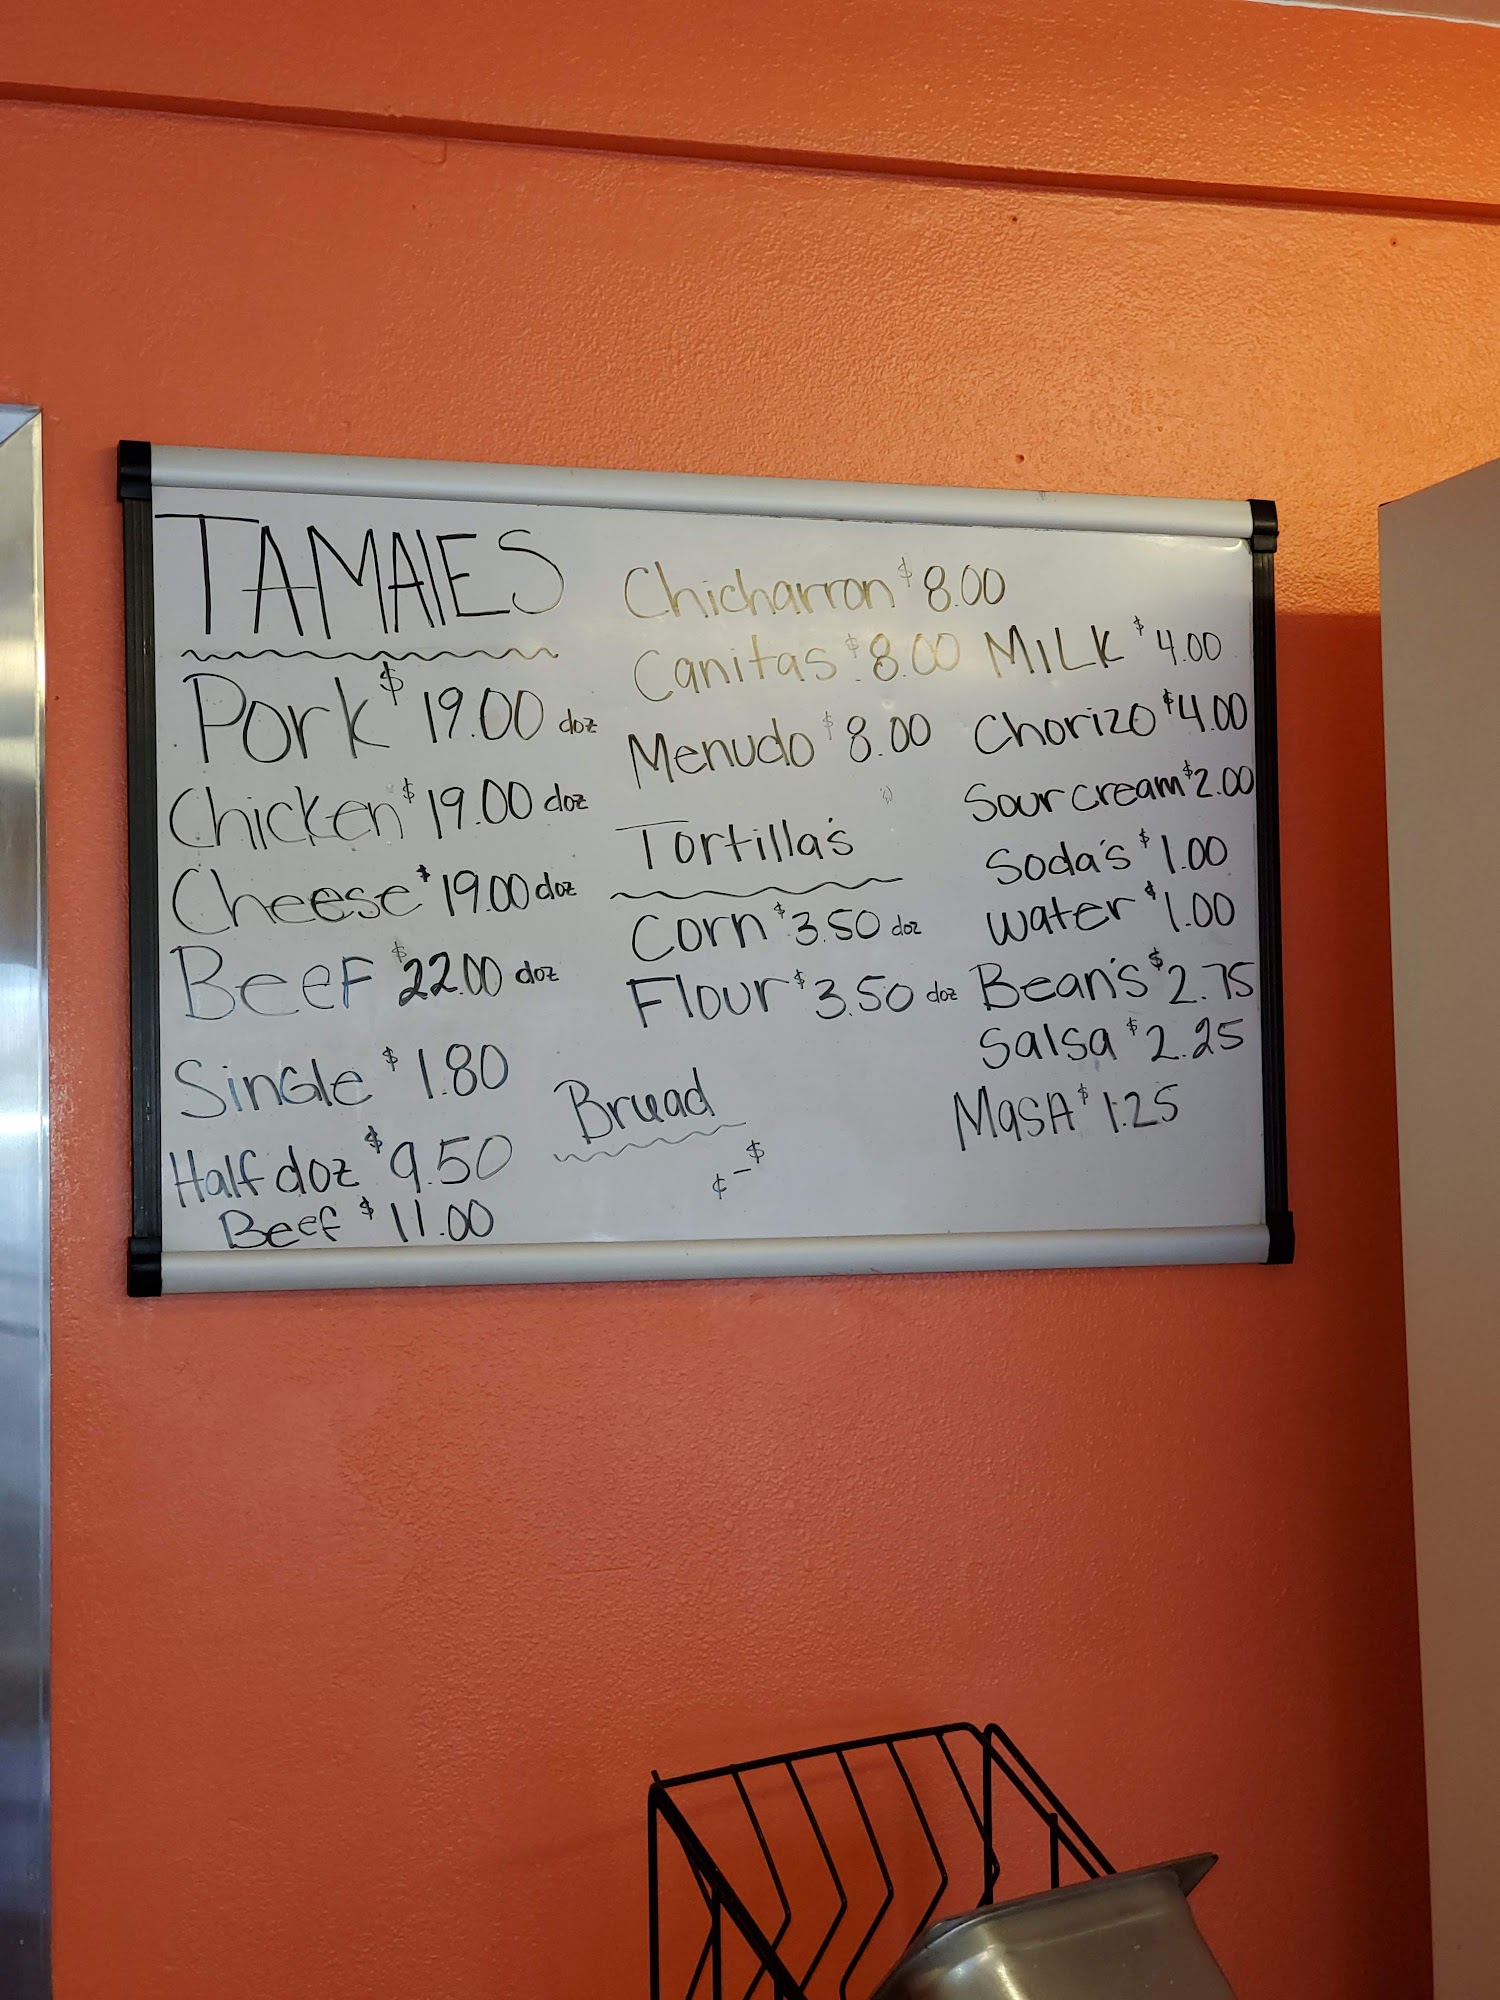 TAMALES
Pork $19.00 doz
Chicken $19.00 doz
Cheese $19.00 doz
Beef $22.00 doz
Single $1.80
Half doz $9.50
Beef $11.00
Chicharron $8.00
Canitas $8.00
Menudo $8.00
Tortilla's
Corn $3.50 doz
Flour $3.50 doz
Bruad
¢-$
MILK $4.00
Chorizo $4.00
Sour cream $2.00
Soda's $1.00
water $1.00
Bean's $2.75
Salsa $2.25
MasA $1.25